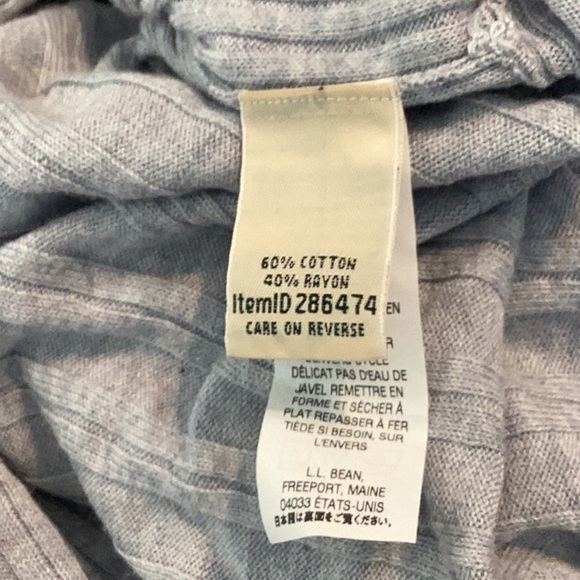 60% COTTON
40% RAYON
ItemID 286474
CARE ON REVERSE
EN
R
DÉLICAT PAS D'EAU DE
JAVEL REMETTRE EN
FORME ET SÉCHER À
PLAT REPASSER À FER
TIÈDE SI BESOIN, SUR
L'ENVERS
L.L. BEAN,
FREEPORT, MAINE
04033 ÉTATS-UNIS
日本語は裏面をご覧ください。